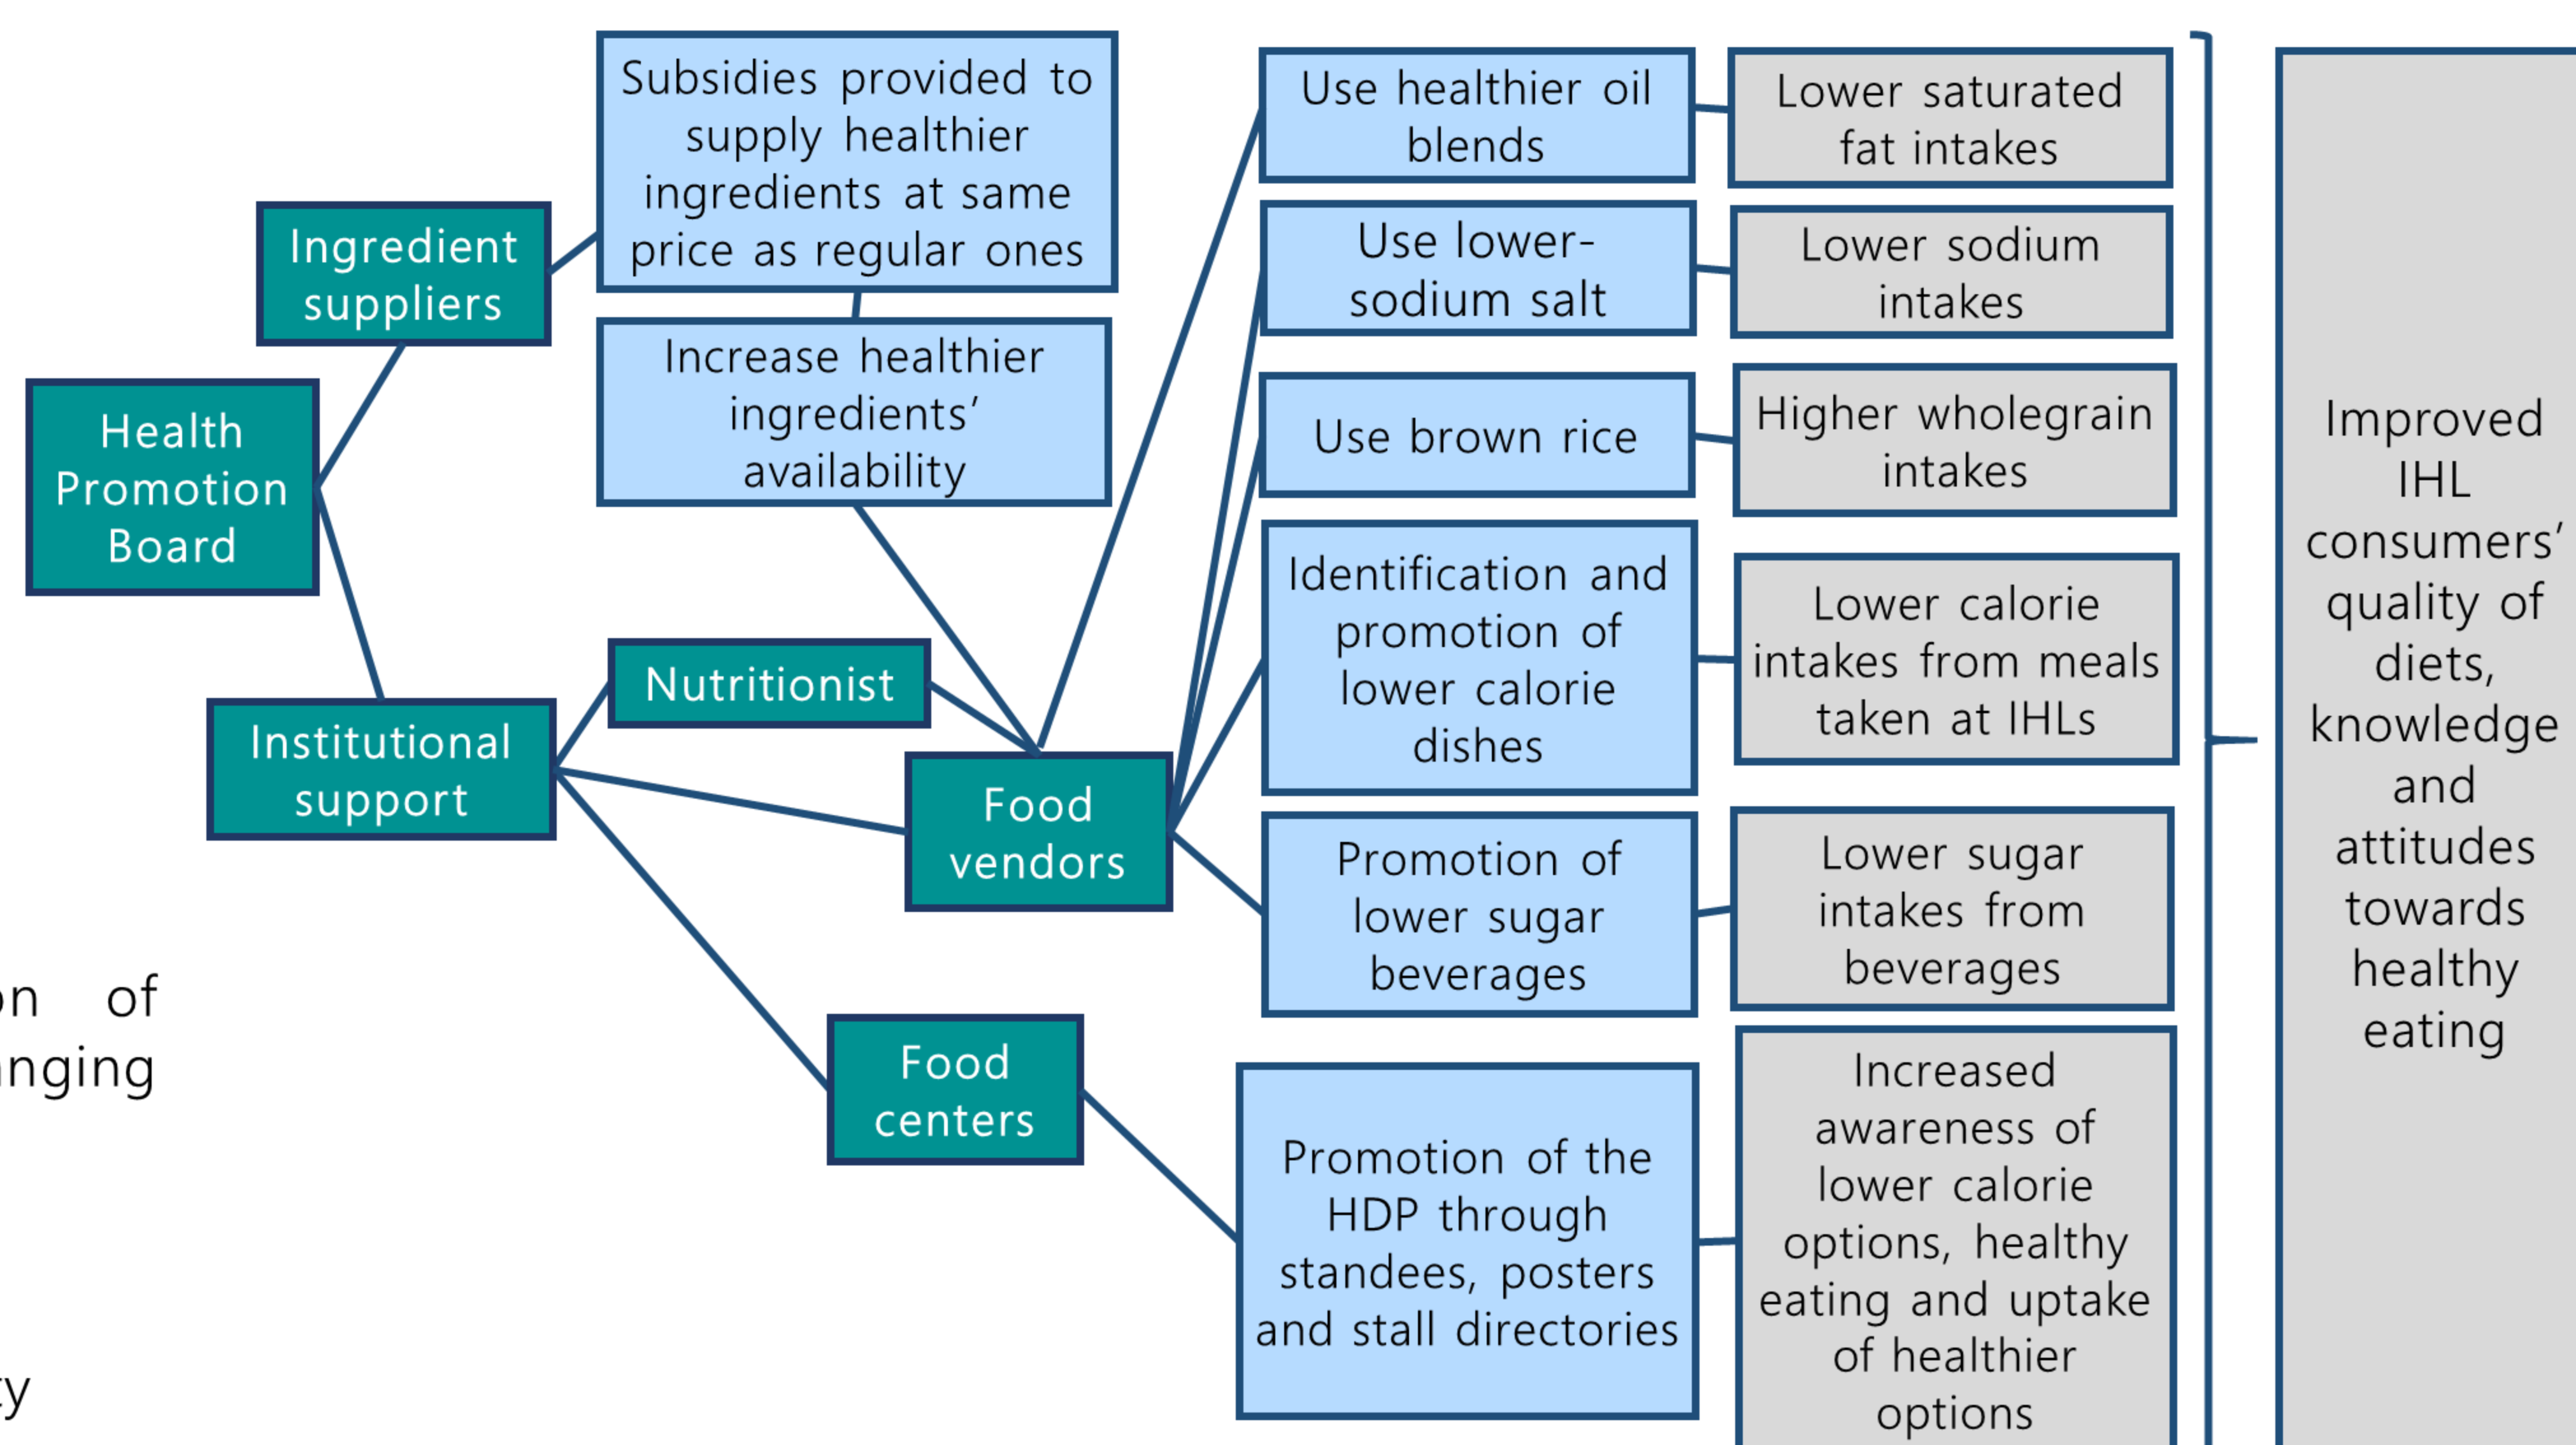 Subsidies provided to
supply healthier
ingredients at same
price as regular ones
Ingredient
suppliers
Increase healthier
ingredients’
availability
Health
Promotion
Board
Nutritionist
Institutional
support
Food
vendors
Food
centers
Use healthier oil
blends
Use lower-
sodium salt
Use brown rice
Identification and
promotion of
lower calorie
dishes
Promotion of
lower sugar
beverages
Promotion of the
HDP through
standees, posters
and stall directories
Lower saturated
fat intakes
Lower sodium
intakes
Higher wholegrain
intakes
Lower calorie
intakes from meals
taken at IHLs
Lower sugar
intakes from
beverages
Increased
awareness of
lower calorie
options, healthy
eating and uptake
of healthier
options
Improved
IHL
consumers’
quality of
diets,
knowledge
and
attitudes
towards
healthy
eating
of